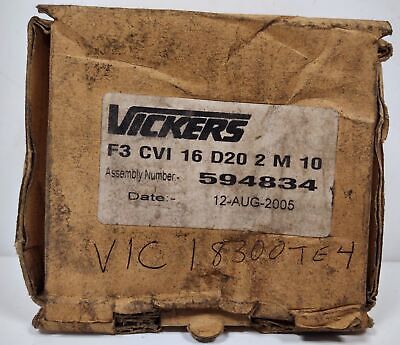 VICKERS
F3 CVI 16 D20 2 M 10
Assembly Number:- 594834
Date:- 12-AUG-2005
VIC 18300TE4